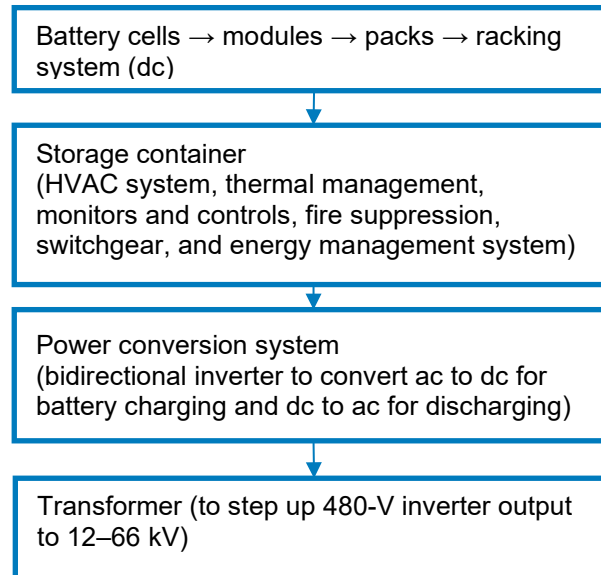 Battery cells → modules → packs → racking
system (dc)
Storage container
(HVAC system, thermal management,
monitors and controls, fire suppression,
switchgear, and energy management system)
Power conversion system
(bidirectional inverter to convert ac to dc for
battery charging and dc to ac for discharging)
Transformer (to step up 480-V inverter output
to 12–66 kV)